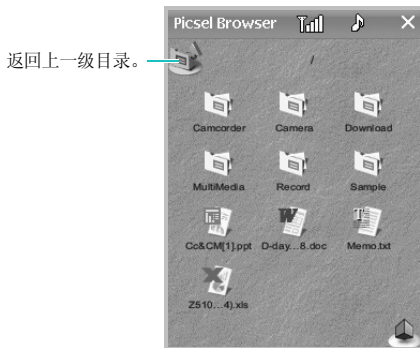 Picsel Browser
返回上一级目录。
/
Camcorder Camera Download
MultiMedia Record Sample
Cc&CM[1].ppt D-day...8.doc Memo.txt
Z510...4).xls